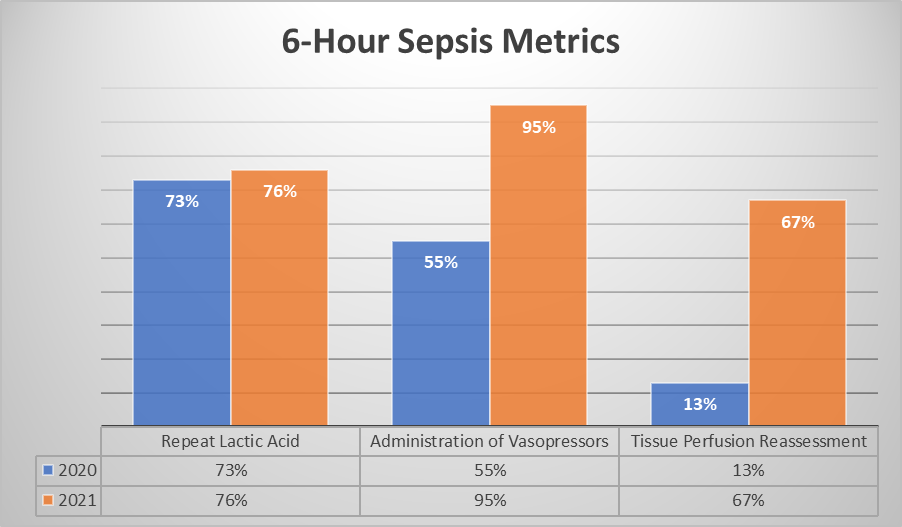 6-Hour Sepsis Metrics
73%
76%
55%
95%
13%
67%
Repeat Lactic Acid Administration of Vasopressors Tissue Perfusion Reassessment
2020 73% 55% 13%
2021 76% 95% 67%